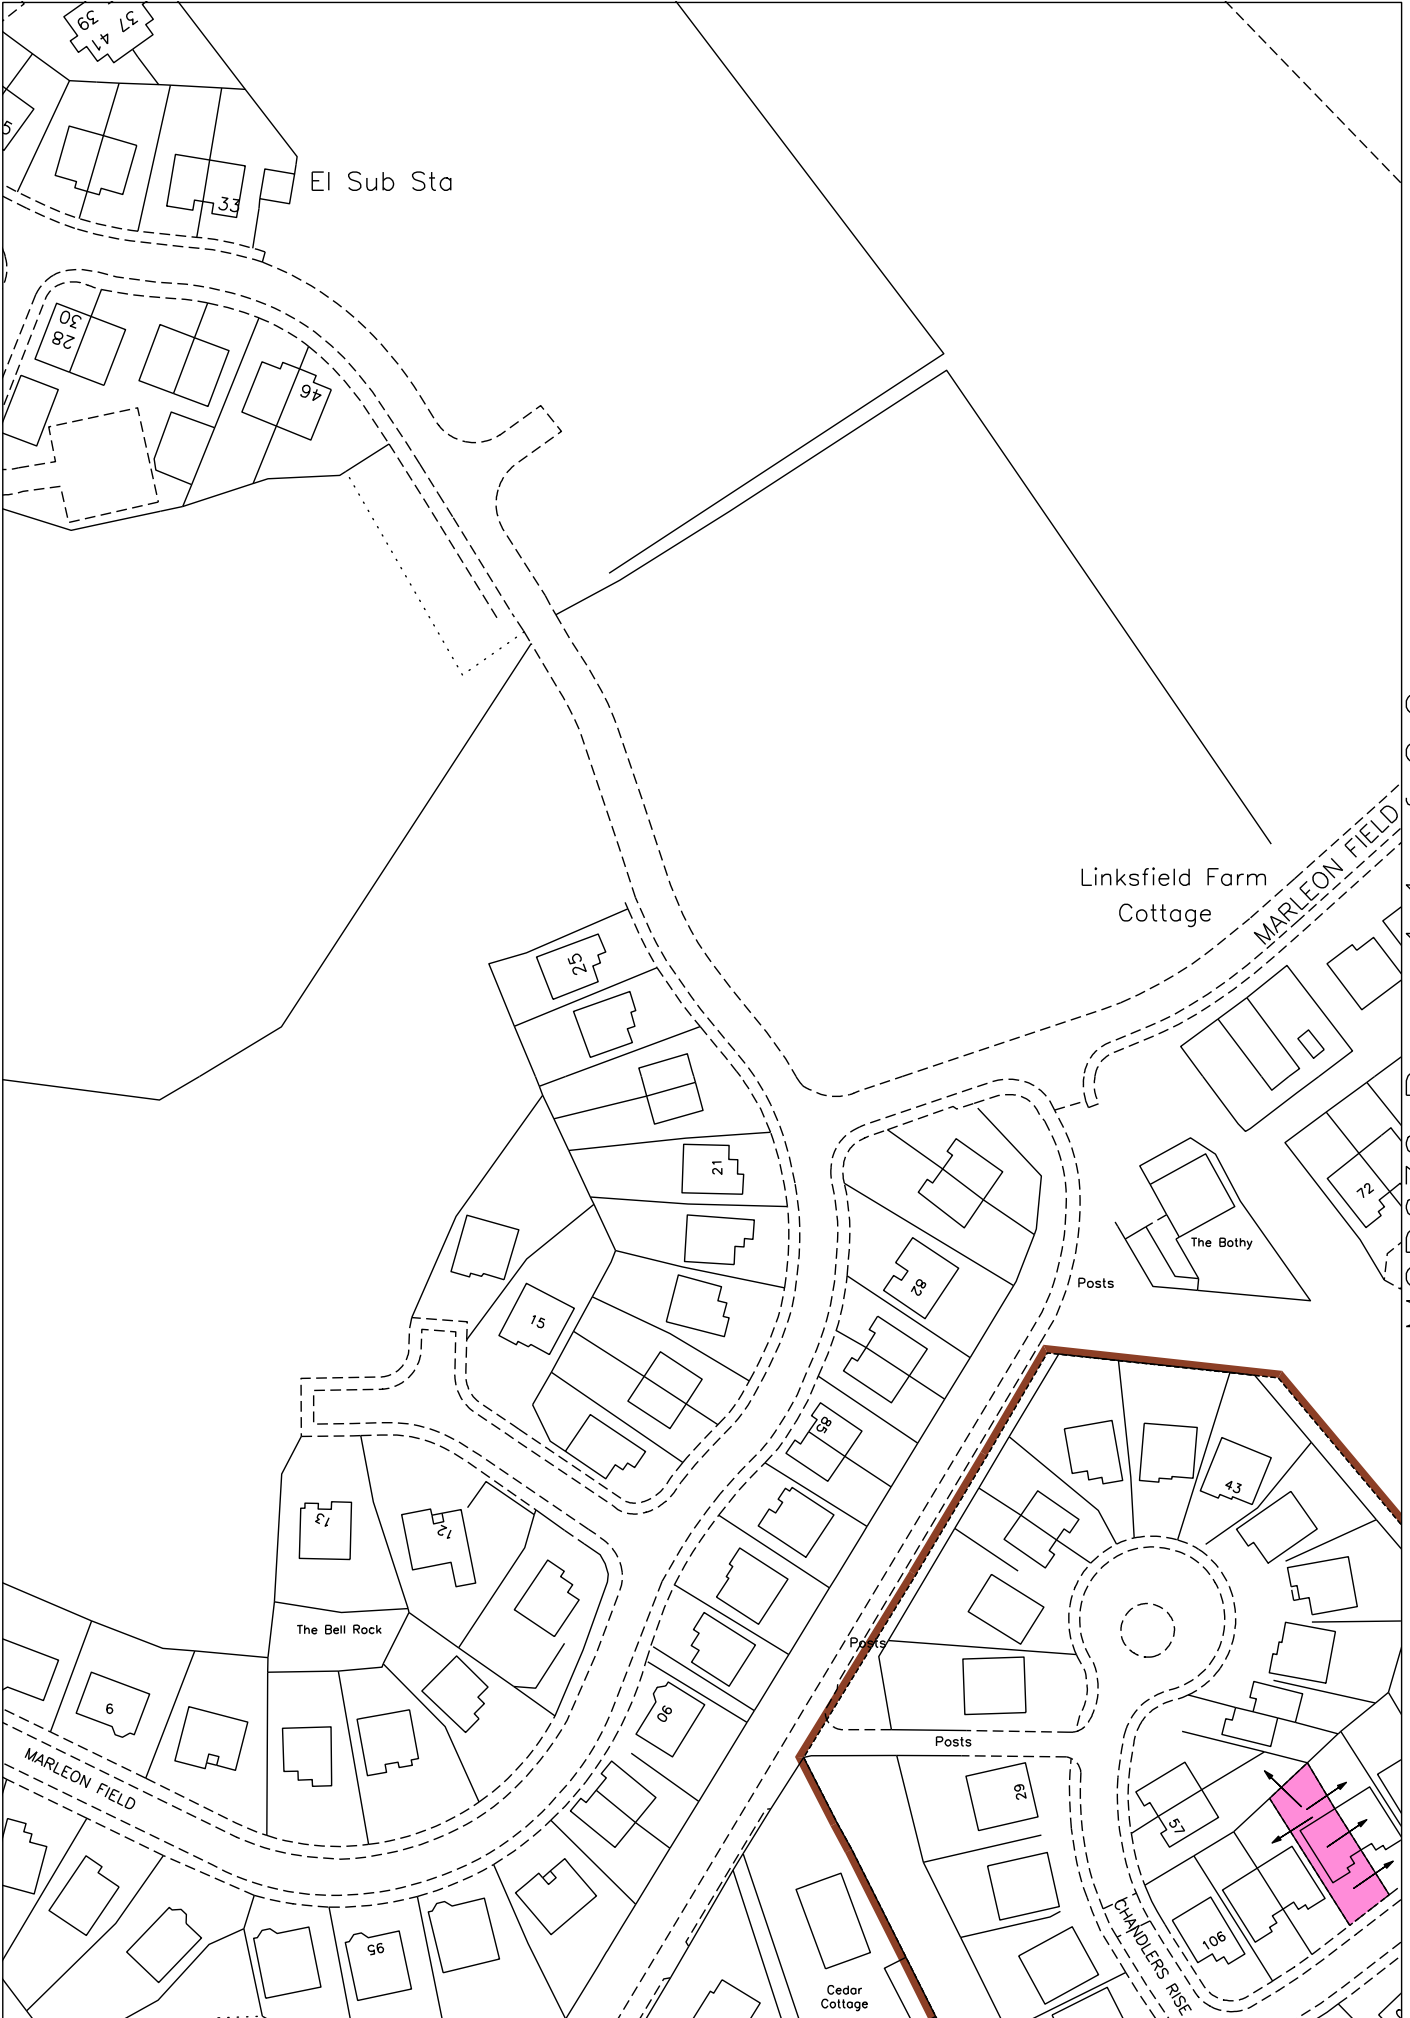 39
37
41
5
33
El Sub Sta
30
28
46
Linksfield Farm
Cottage
MARLEON FIELD
25
21
72
The Bothy
82
Posts
15
85
43
13
12
The Bell Rock
Posts
6
90
Posts
MARLEON FIELD
29
57
CHANDLERS RISE
106
95
Cedar
Cottage